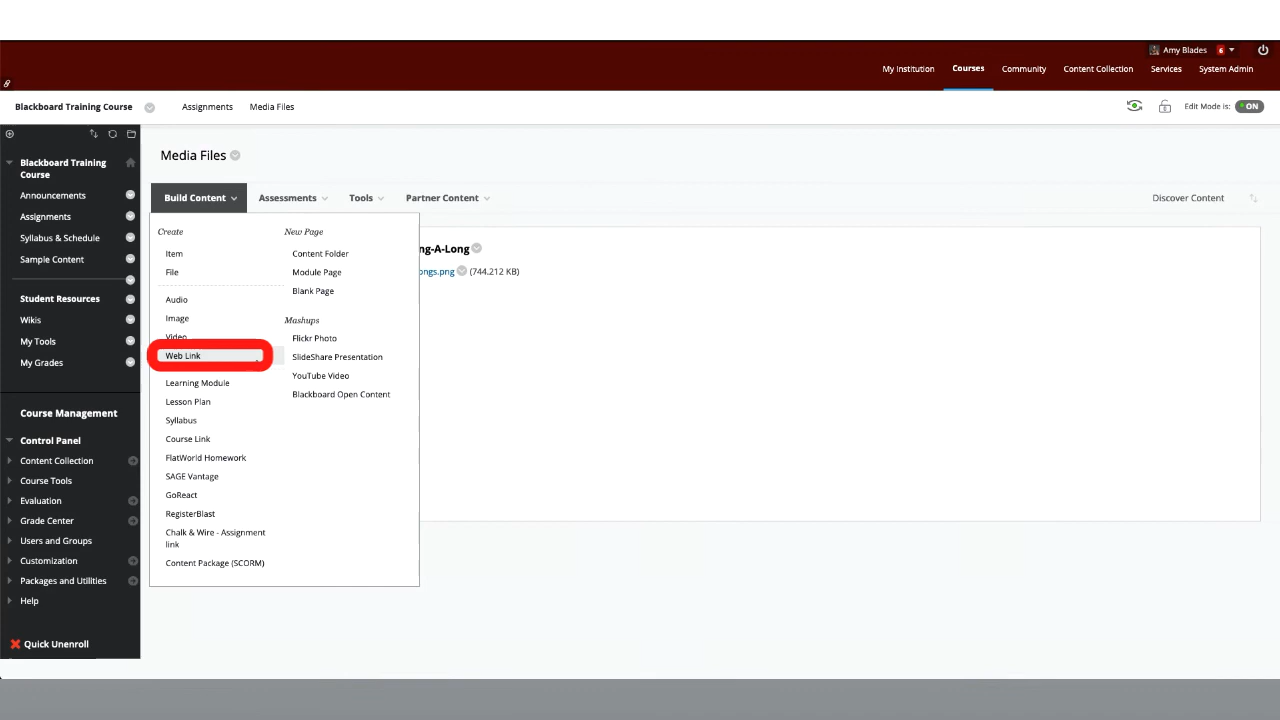 Amy Blades 6
My Institution Courses Community Content Collection Services System Admin
Blackboard Training Course Assignments Media Files Edit Mode is: ON
Media Files
Build Content Assessments Tools Partner Content Discover Content
Blackboard Training
Course
Announcements
Assignments
Syllabus & Schedule
Sample Content
Student Resources
Wikis
My Tools
My Grades
Course Management
Control Panel
Content Collection
Course Tools
Evaluation
Grade Center
Users and Groups
Customization
Packages and Utilities
Help
Quick Unenroll
Create
Item
File
Audio
Image
Video
Web Link
Learning Module
Lesson Plan
Syllabus
Course Link
FlatWorld Homework
SAGE Vantage
GoReact
RegisterBlast
Chalk & Wire - Assignment
link
Content Package (SCORM)
New Page
Content Folder
Module Page
Blank Page
Mashups
Flickr Photo
SlideShare Presentation
YouTube Video
Blackboard Open Content
ng-A-Long
ongs.png (744.212 KB)